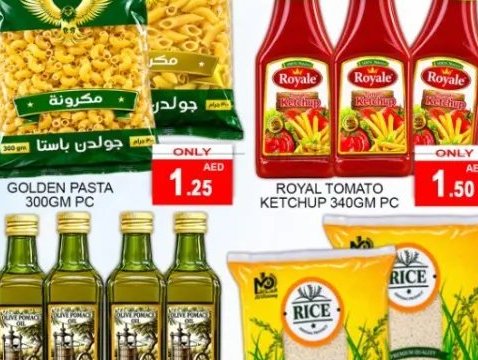 مكرونة
جولدن باستا
300 gm
جولدن
ONLY
AED
1.25
GOLDEN PASTA
300GM PC
Royale
Ketchup
Royale
Ketchup
Royale
Ketchup
ONLY
1.50
ROYAL TOMATO
KETCHUP 340GM PC
OLIVE POMACE
OIL
OLIVE POMACE
OIL
OLIVE POMACE
OIL
OLIVE POMACE
OIL
RICE
PREMIUM QUALITY
RICE